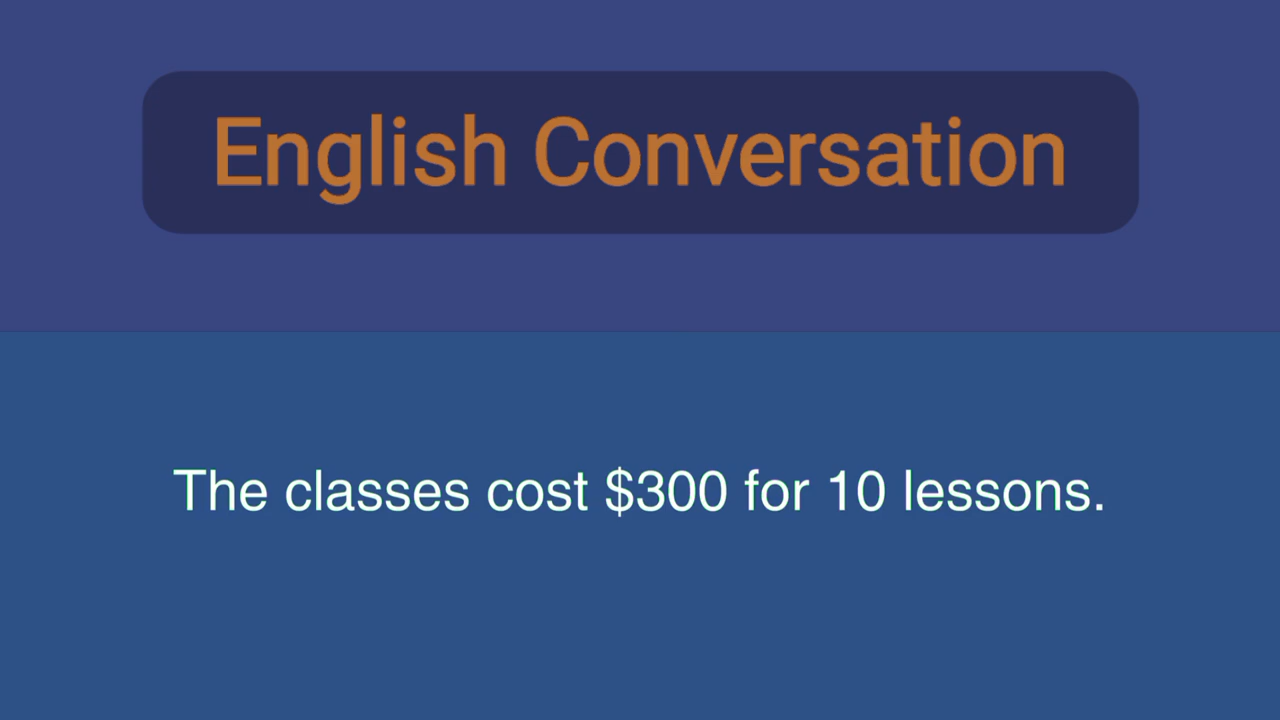 English Conversation
The classes cost $300 for 10 lessons.